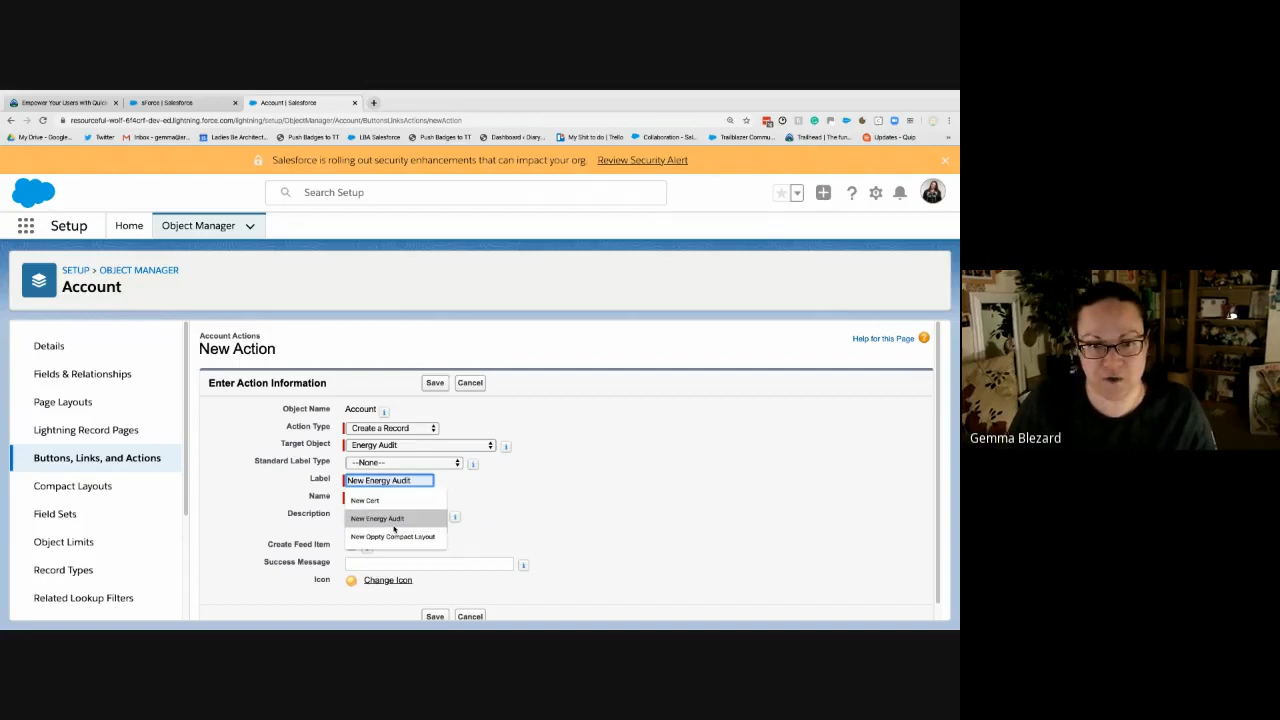 Empower Your Users with Quick
sForce | Salesforce
Account | Salesforce
resourceful-wolf-6f4crf-dev-ed.lightning.force.com/lightning/setup/ObjectManager/Account/ButtonsLinksActions/newAction
My Drive - Google...
Twitter
Inbox - gemma@er...
Ladies Be Architect...
Push Badges to TT
LBA Salesforce
Push Badges to TT
Dashboard ‹ Diary...
My Shit to do | Trello
Collaboration - Sal...
Trailblazer Commu...
Trailhead | The fun...
Updates - Quip
Salesforce is rolling out security enhancements that can impact your org. Review Security Alert
Search Setup
Setup
Home
Object Manager
SETUP > OBJECT MANAGER
Account
Details
Fields & Relationships
Page Layouts
Lightning Record Pages
Buttons, Links, and Actions
Compact Layouts
Field Sets
Object Limits
Record Types
Related Lookup Filters
Account Actions
New Action
Help for this Page
Enter Action Information
Save
Cancel
Object Name Account
Action Type Create a Record
Target Object Energy Audit
Standard Label Type --None--
Label New Energy Audit
Name
New Cert
Description
New Energy Audit
New Oppty Compact Layout
Create Feed Item
Success Message
Icon Change Icon
Save
Cancel
Gemma Blezard